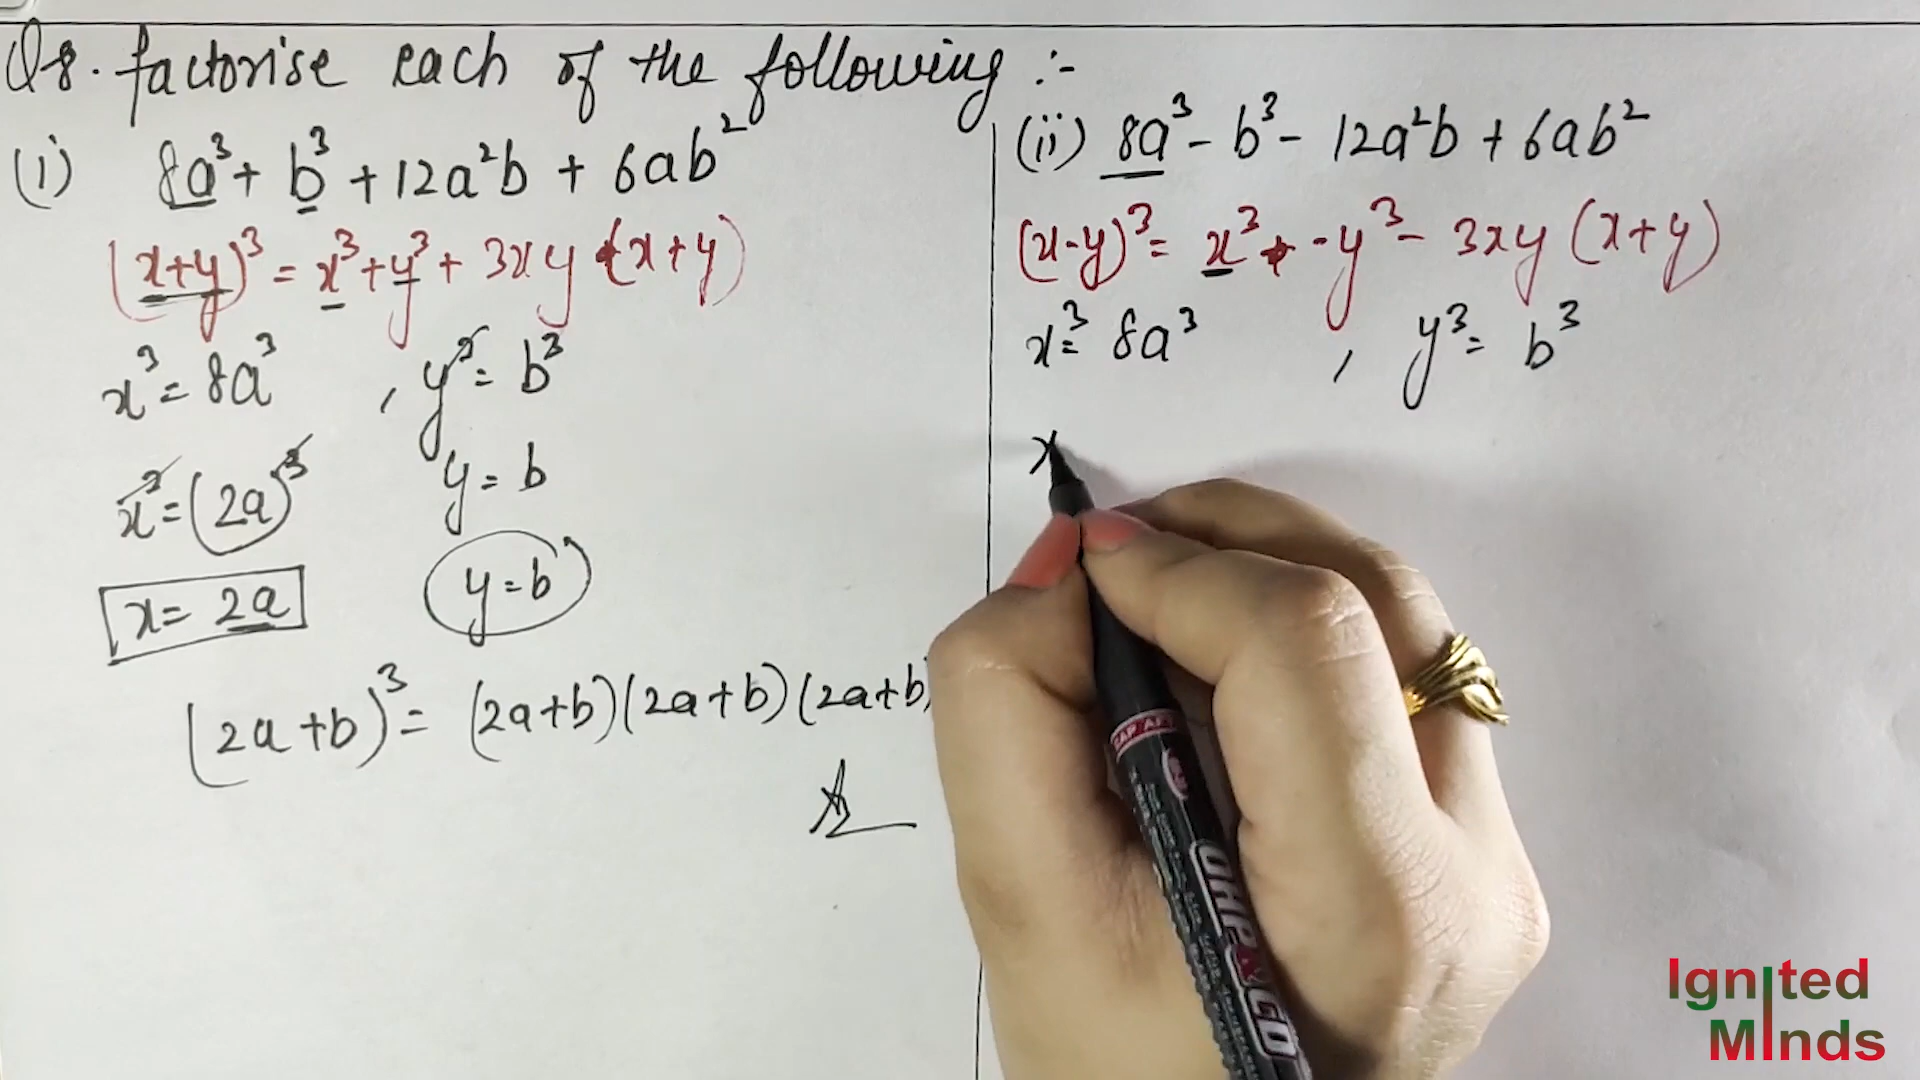 Q8. factorise each of the following :-
(i) 8a³ + b³ + 12a²b + 6ab²
(x+y)³ = x³ + y³ + 3xy (x+y)
x³ = 8a³ , y³ = b³
x³ = (2a)³ y = b
x = 2a y = b
(2a+b)³ = (2a+b)(2a+b)(2a+b)
(ii) 8a³ - b³ - 12a²b + 6ab²
(x-y)³ = x³ - y³ - 3xy (x+y)
x³ = 8a³ , y³ = b³
x
Ignited
Minds